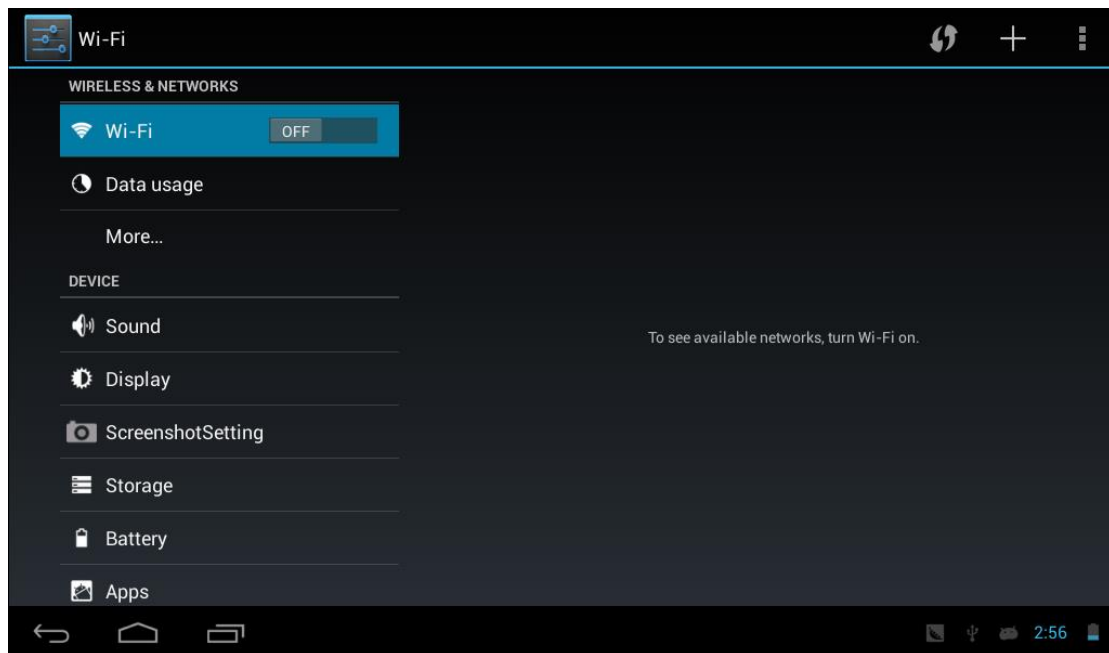 Wi-Fi
WIRELESS & NETWORKS
Wi-Fi OFF
Data usage
More...
DEVICE
Sound
Display
ScreenshotSetting
Storage
Battery
Apps
To see available networks, turn Wi-Fi on.
2:56